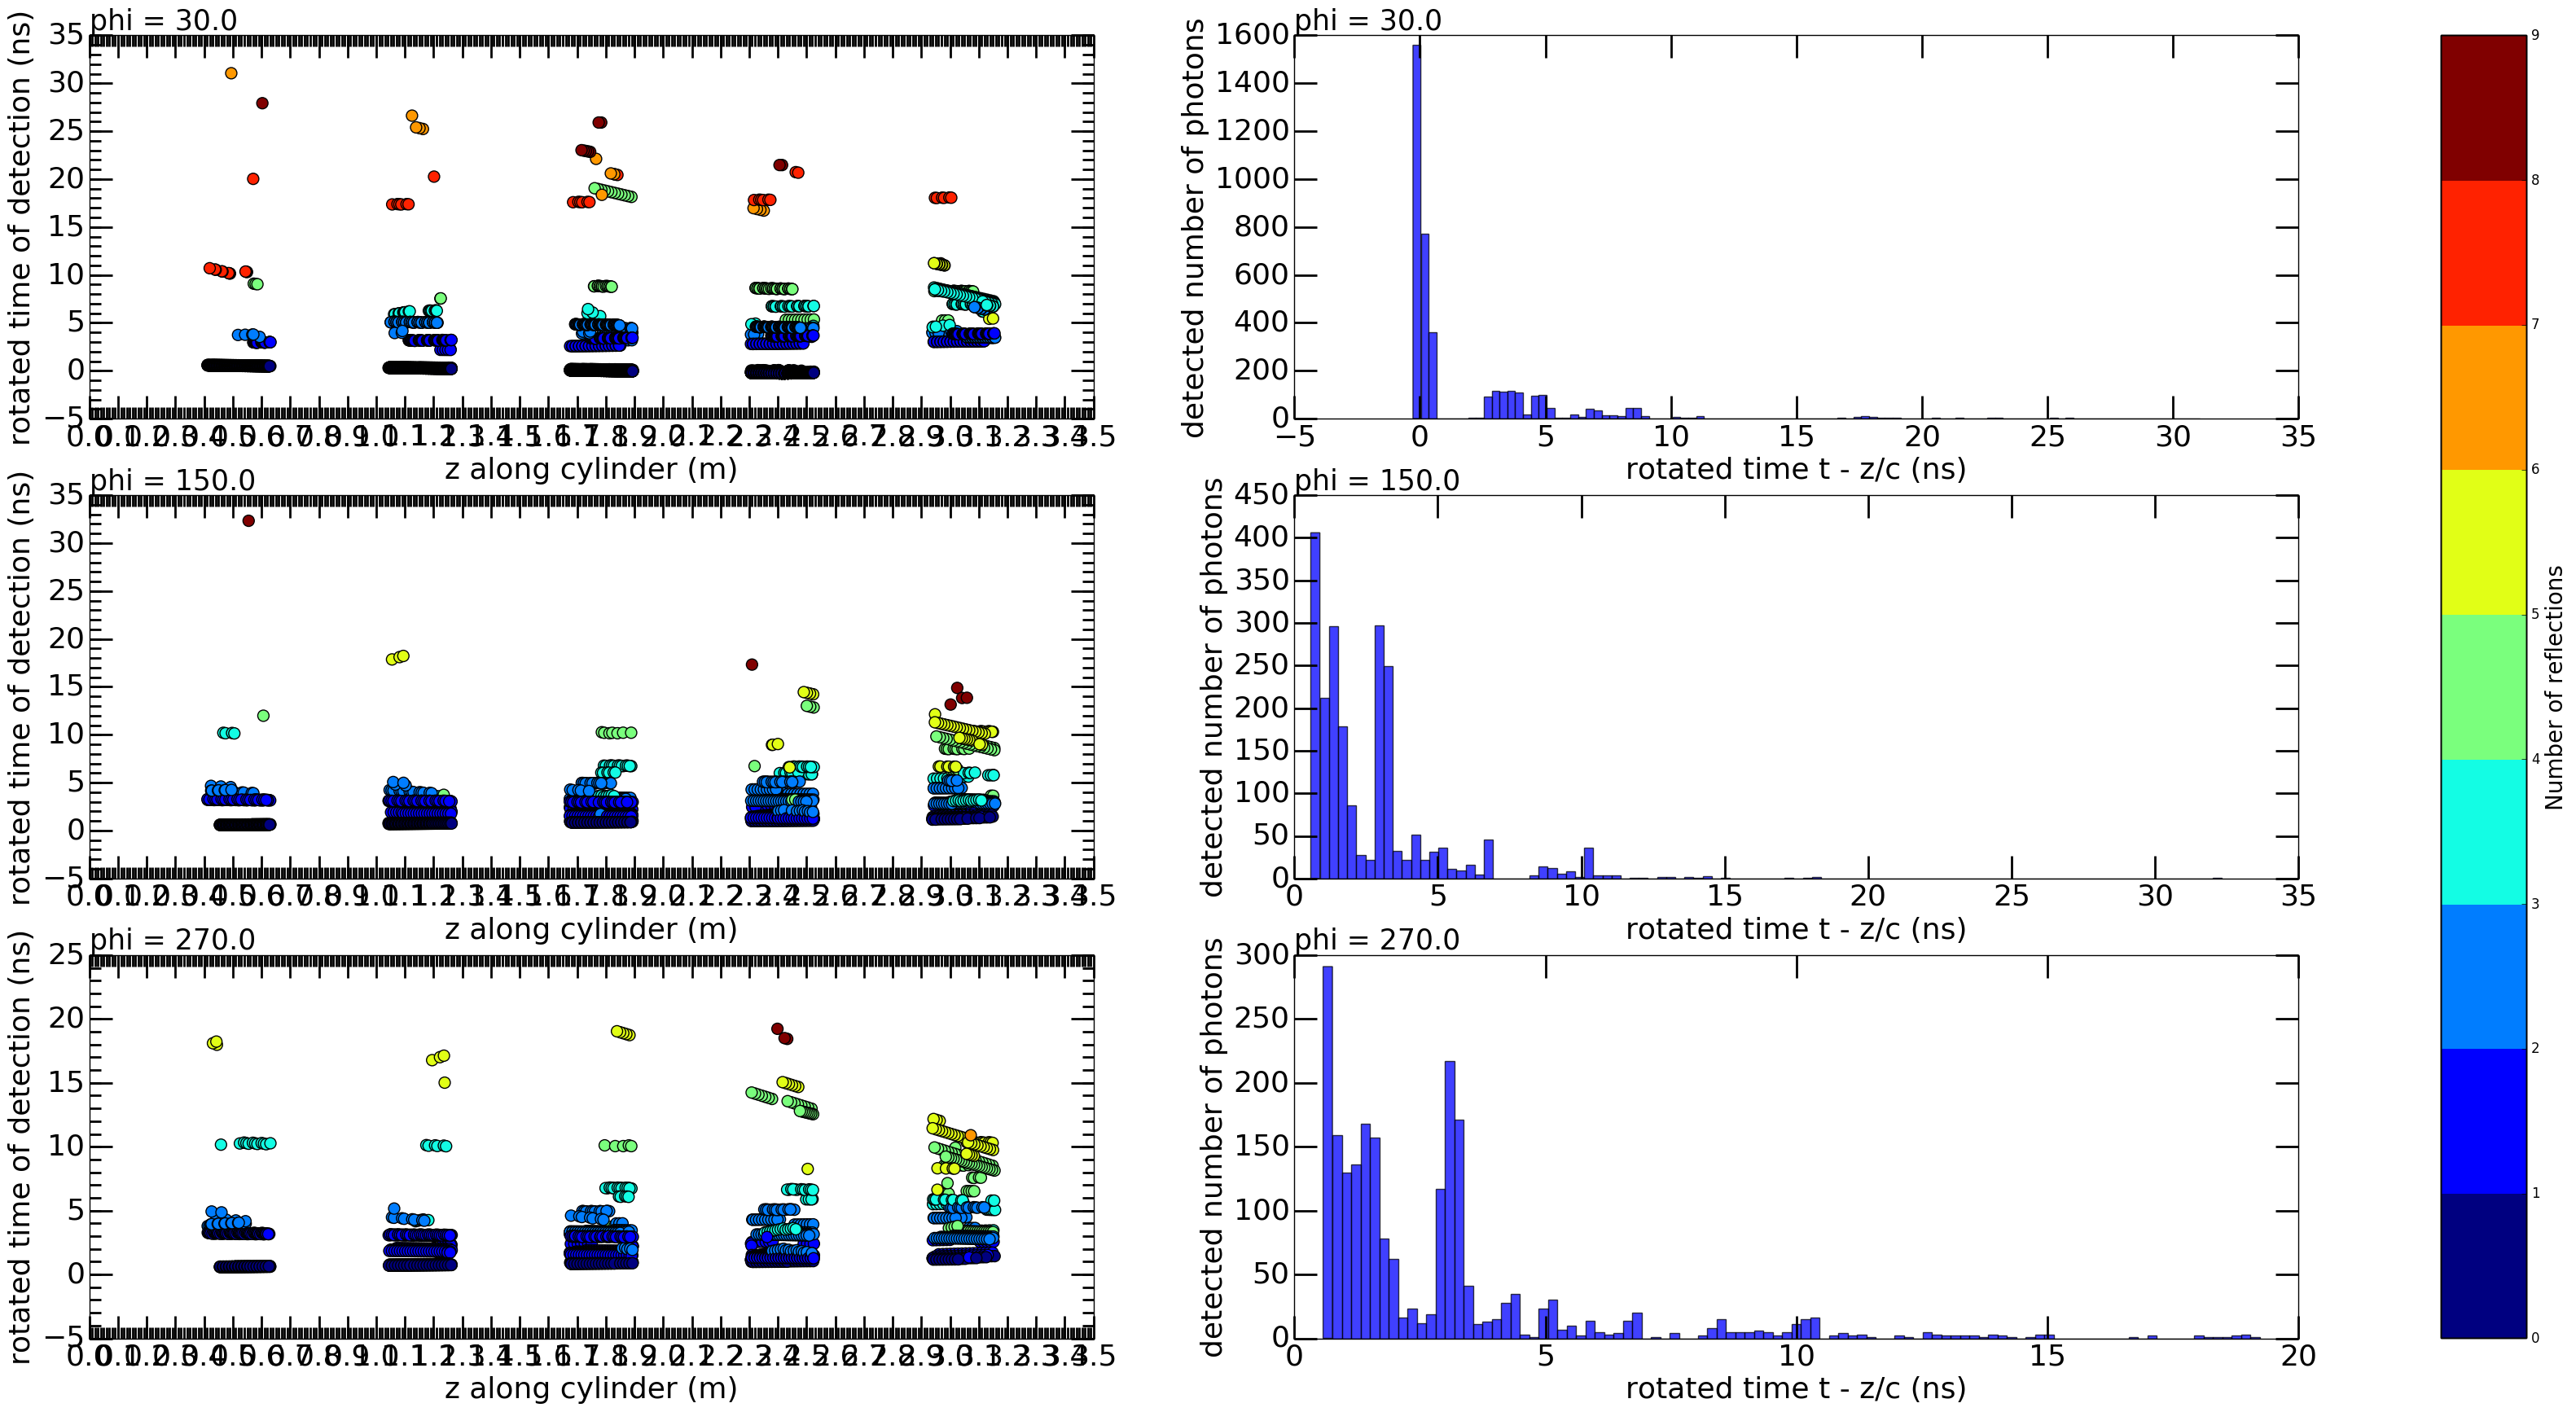 phi = 30.0
rotated time of detection (ns)
35
30
25
20
15
10
5
0
−5
z along cylinder (m)
phi = 30.0
detected number of photons
1600
1400
1200
1000
800
600
400
200
0
−5 0 5 10 15 20 25 30 35
rotated time t - z/c (ns)
phi = 150.0
rotated time of detection (ns)
35
30
25
20
15
10
5
0
−5
z along cylinder (m)
phi = 150.0
detected number of photons
450
400
350
300
250
200
150
100
50
0
0 5 10 15 20 25 30 35
rotated time t - z/c (ns)
phi = 270.0
rotated time of detection (ns)
25
20
15
10
5
0
−5
z along cylinder (m)
phi = 270.0
detected number of photons
300
250
200
150
100
50
0
0 5 10 15 20
rotated time t - z/c (ns)
9
8
7
6
5
4
3
2
1
0
Number of reflections